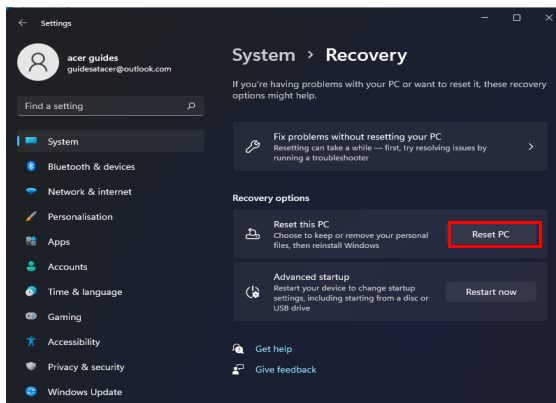 Settings
acer guides
guidesatacer@outlook.com
Find a setting
System
Bluetooth & devices
Network & internet
Personalisation
Apps
Accounts
Time & language
Gaming
Accessibility
Privacy & security
Windows Update
System > Recovery
If you're having problems with your PC or want to reset it, these recovery
options might help.
Fix problems without resetting your PC
Resetting can take a while — first, try resolving issues by
running a troubleshooter
Recovery options
Reset this PC
Choose to keep or remove your personal
files, then reinstall Windows
Reset PC
Advanced startup
Restart your device to change startup
settings, including starting from a disc or
USB drive
Restart now
Get help
Give feedback